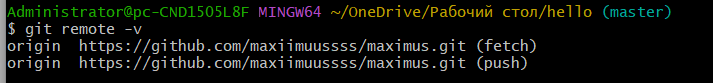 Administrator@pc-CND1505L8F MINGW64 ~/OneDrive/Рабочий стол/hello (master)
$ git remote -v
origin  https://github.com/maxiimuussss/maximus.git (fetch)
origin  https://github.com/maxiimuussss/maximus.git (push)